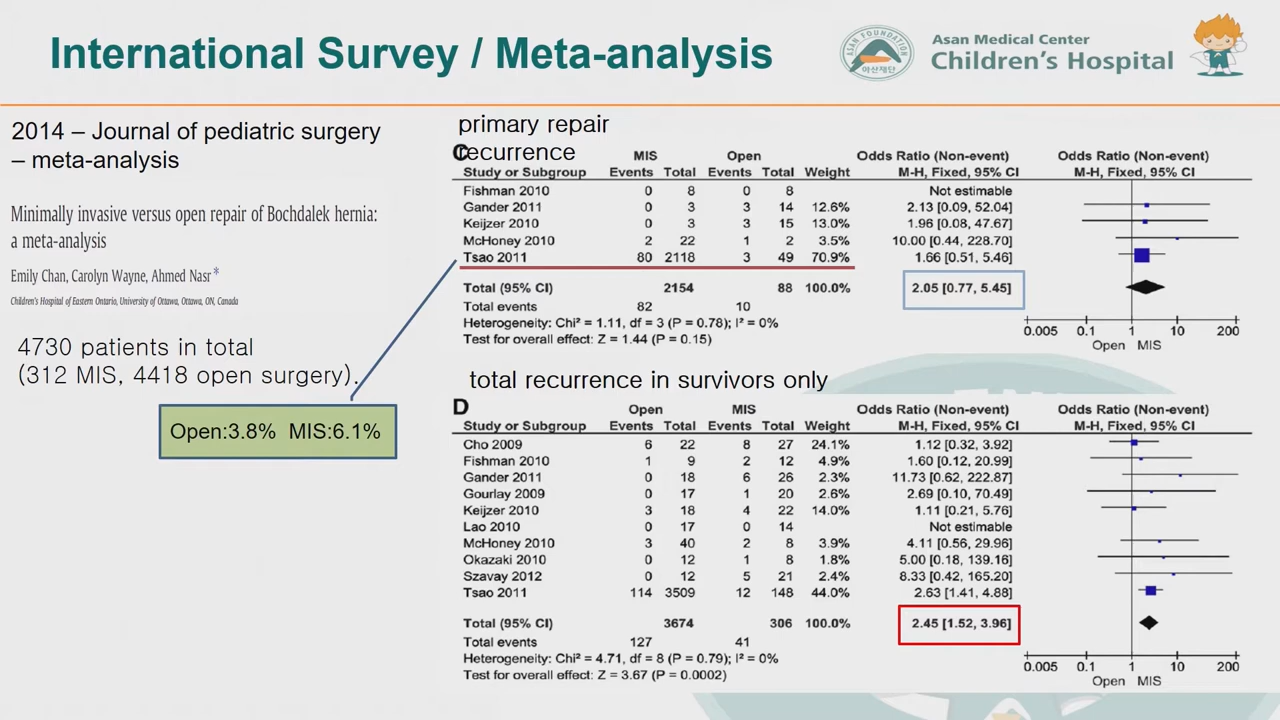 International Survey / Meta-analysis
ASAN FOUNDATION
아산재단
Asan Medical Center
Children's Hospital
2014 – Journal of pediatric surgery
– meta-analysis
Minimally invasive versus open repair of Bochdalek hernia:
a meta-analysis
Emily Chan, Carolyn Wayne, Ahmed Nasr*
Children's Hospital of Eastern Ontario, University of Ottawa, Ottawa, ON, Canada
4730 patients in total
(312 MIS, 4418 open surgery).
Open:3.8% MIS:6.1%
primary repair
recurrence
C
MIS Open Odds Ratio (Non-event) Odds Ratio (Non-event)
Study or Subgroup Events Total Events Total Weight M-H, Fixed, 95% CI M-H, Fixed, 95% CI
Fishman 2010 0 8 0 8 Not estimable
Gander 2011 0 3 3 14 12.6% 2.13 [0.09, 52.04]
Keijzer 2010 0 3 3 15 13.0% 1.96 [0.08, 47.67]
McHoney 2010 2 22 1 2 3.5% 10.00 [0.44, 228.70]
Tsao 2011 80 2118 3 49 70.9% 1.66 [0.51, 5.46]
Total (95% CI) 2154 88 100.0% 2.05 [0.77, 5.45]
Total events 82 10
Heterogeneity: Chi² = 1.11, df = 3 (P = 0.78); I² = 0%
Test for overall effect: Z = 1.44 (P = 0.15)
0.005 0.1 1 10 200
Open MIS
total recurrence in survivors only
D
Open MIS Odds Ratio (Non-event) Odds Ratio (Non-event)
Study or Subgroup Events Total Events Total Weight M-H, Fixed, 95% CI M-H, Fixed, 95% CI
Cho 2009 6 22 8 27 24.1% 1.12 [0.32, 3.92]
Fishman 2010 1 9 2 12 4.9% 1.60 [0.12, 20.99]
Gander 2011 0 18 6 26 2.3% 11.73 [0.62, 222.87]
Gourlay 2009 0 17 1 20 2.6% 2.69 [0.10, 70.49]
Keijzer 2010 3 18 4 22 14.0% 1.11 [0.21, 5.76]
Lao 2010 0 17 0 14 Not estimable
McHoney 2010 3 40 2 8 3.9% 4.11 [0.56, 29.96]
Okazaki 2010 0 12 1 8 1.8% 5.00 [0.18, 139.16]
Szavay 2012 0 12 5 21 2.4% 8.33 [0.42, 165.20]
Tsao 2011 114 3509 12 148 44.0% 2.63 [1.41, 4.88]
Total (95% CI) 3674 306 100.0% 2.45 [1.52, 3.96]
Total events 127 41
Heterogeneity: Chi² = 4.71, df = 8 (P = 0.79); I² = 0%
Test for overall effect: Z = 3.67 (P = 0.0002)
0.005 0.1 1 10 200
Open MIS